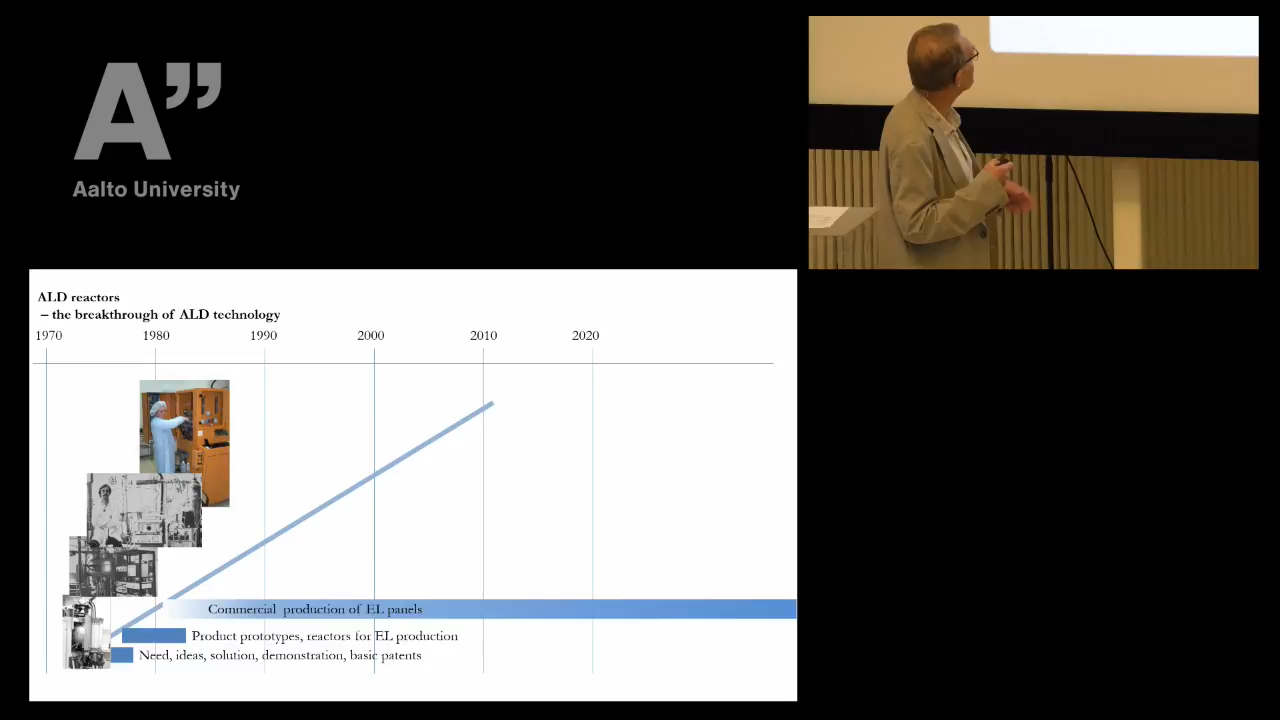 A”
Aalto University
ALD reactors
– the breakthrough of ALD technology
1970 1980 1990 2000 2010 2020
Commercial production of EL panels
Product prototypes, reactors for EL production
Need, ideas, solution, demonstration, basic patents